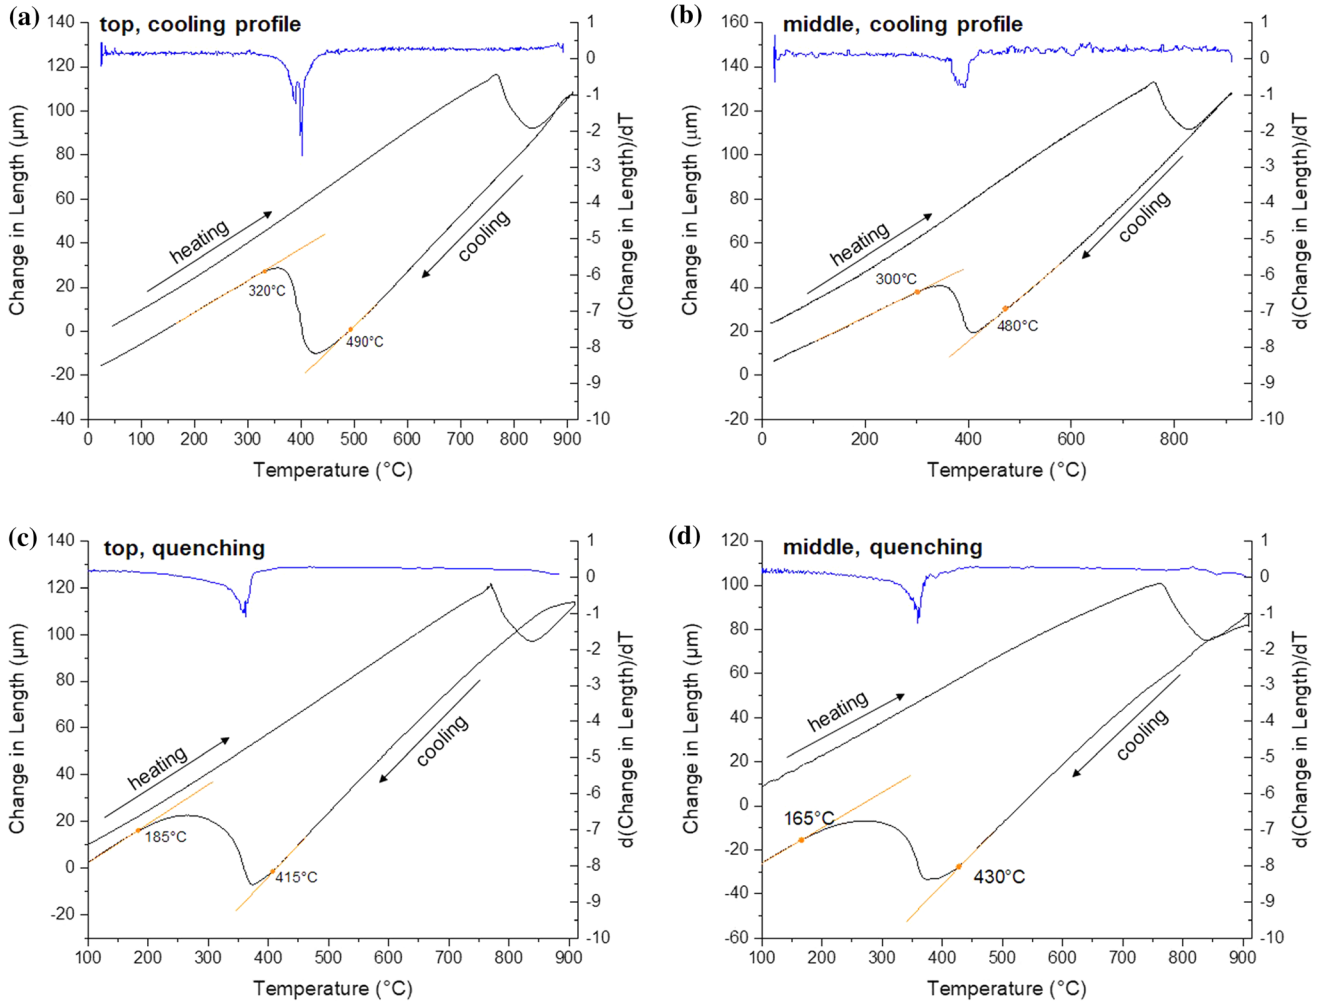 (a)
top, cooling profile
140
120
100
80
60
40
20
0
-20
-40
Change in Length (µm)
1
0
-1
-2
-3
-4
-5
-6
-7
-8
-9
-10
d(Change in Length)/dT
heating
cooling
320°C
490°C
0 100 200 300 400 500 600 700 800 900
Temperature (°C)
(b)
middle, cooling profile
160
140
120
100
80
60
40
20
0
-20
Change in Length (µm)
1
0
-1
-2
-3
-4
-5
-6
-7
-8
-9
-10
d(Change in Length)/dT
heating
cooling
300°C
480°C
0 200 400 600 800
Temperature (°C)
(c)
top, quenching
140
120
100
80
60
40
20
0
-20
Change in Length (µm)
1
0
-1
-2
-3
-4
-5
-6
-7
-8
-9
-10
d(Change in Length)/dT
heating
cooling
185°C
415°C
100 200 300 400 500 600 700 800 900
Temperature (°C)
(d)
middle, quenching
120
100
80
60
40
20
0
-20
-40
-60
Change in Length (µm)
1
0
-1
-2
-3
-4
-5
-6
-7
-8
-9
-10
d(Change in Length)/dT
heating
cooling
165°C
430°C
100 200 300 400 500 600 700 800 900
Temperature (°C)